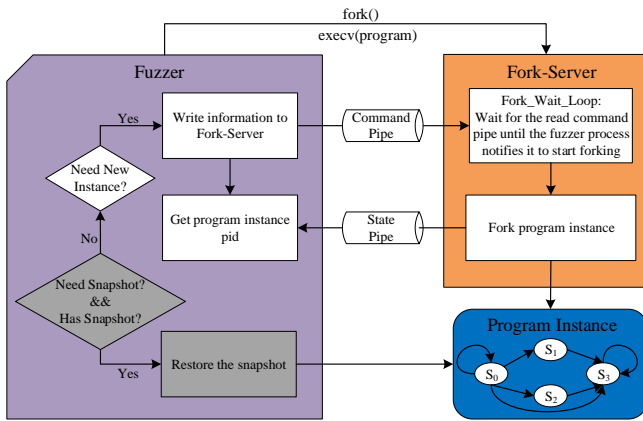 fork()
execv(program)
Fuzzer
Fork-Server
Yes
Write information to
Fork-Server
Command
Pipe
Fork_Wait_Loop:
Wait for the read command
pipe until the fuzzer process
notifies it to start forking
Need New
Instance?
Get program instance
pid
State
Pipe
Fork program instance
No
Need Snapshot?
&&
Has Snapshot?
Yes
Restore the snapshot
Program Instance
S0
S1
S2
S3